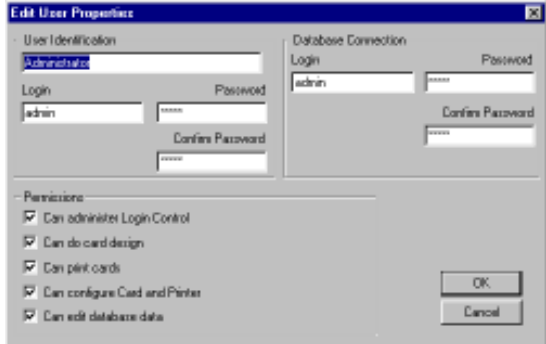 Edit User Properties
User Identification
Administrator
Login
Password
admin
*****
Confirm Password
*****
Database Connection
Login
Password
admin
*****
Confirm Password
*****
Permissions
Can administer Login Control
Can do card design
Can print cards
Can configure Card and Printer
Can edit database data
OK
Cancel